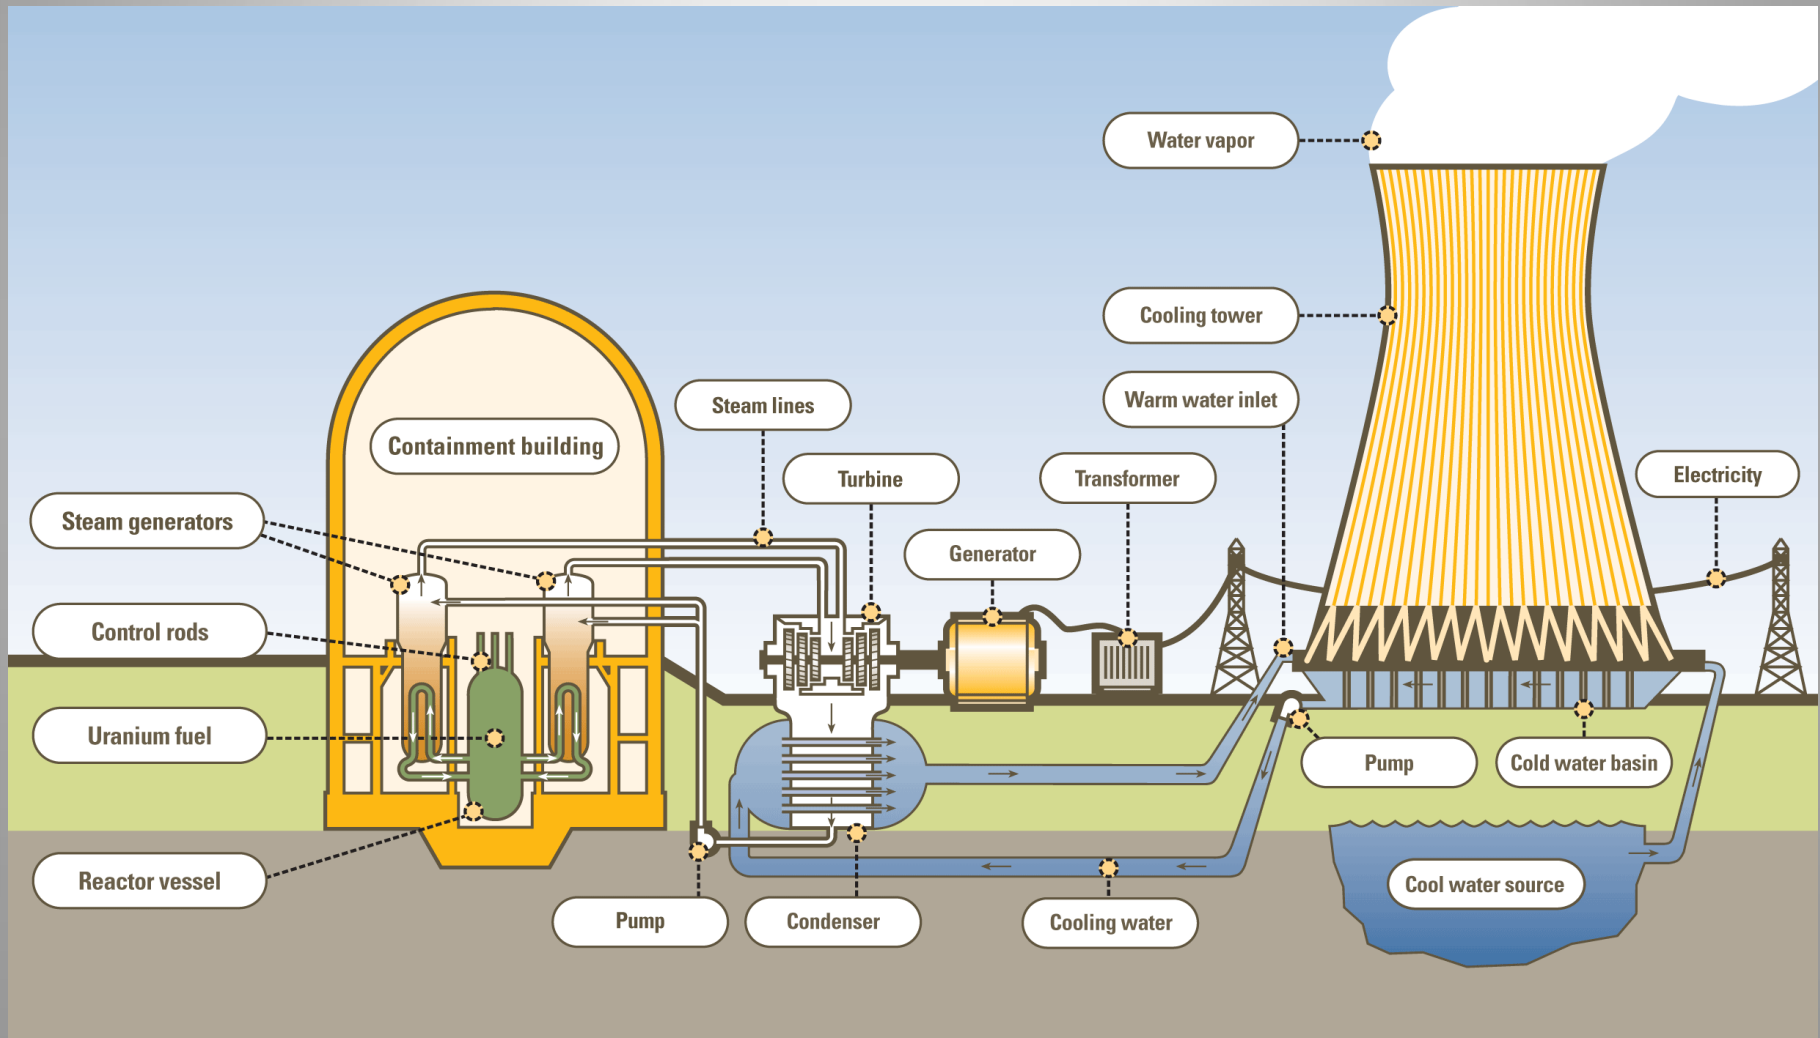 Water vapor
Cooling tower
Warm water inlet
Steam lines
Containment building
Turbine
Transformer
Electricity
Steam generators
Generator
Control rods
Uranium fuel
Pump
Cold water basin
Reactor vessel
Cool water source
Pump
Condenser
Cooling water